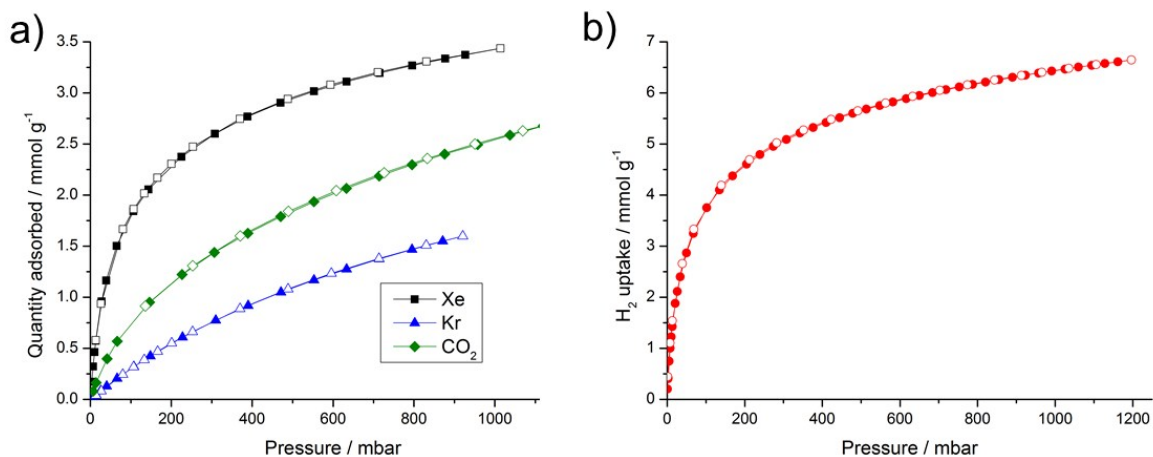 a)
Quantity adsorbed / mmol g⁻¹
3.5
3.0
2.5
2.0
1.5
1.0
0.5
0.0
0 200 400 600 800 1000
Pressure / mbar
Xe
Kr
CO₂
b)
H₂ uptake / mmol g⁻¹
7
6
5
4
3
2
1
0
0 200 400 600 800 1000 1200
Pressure / mbar